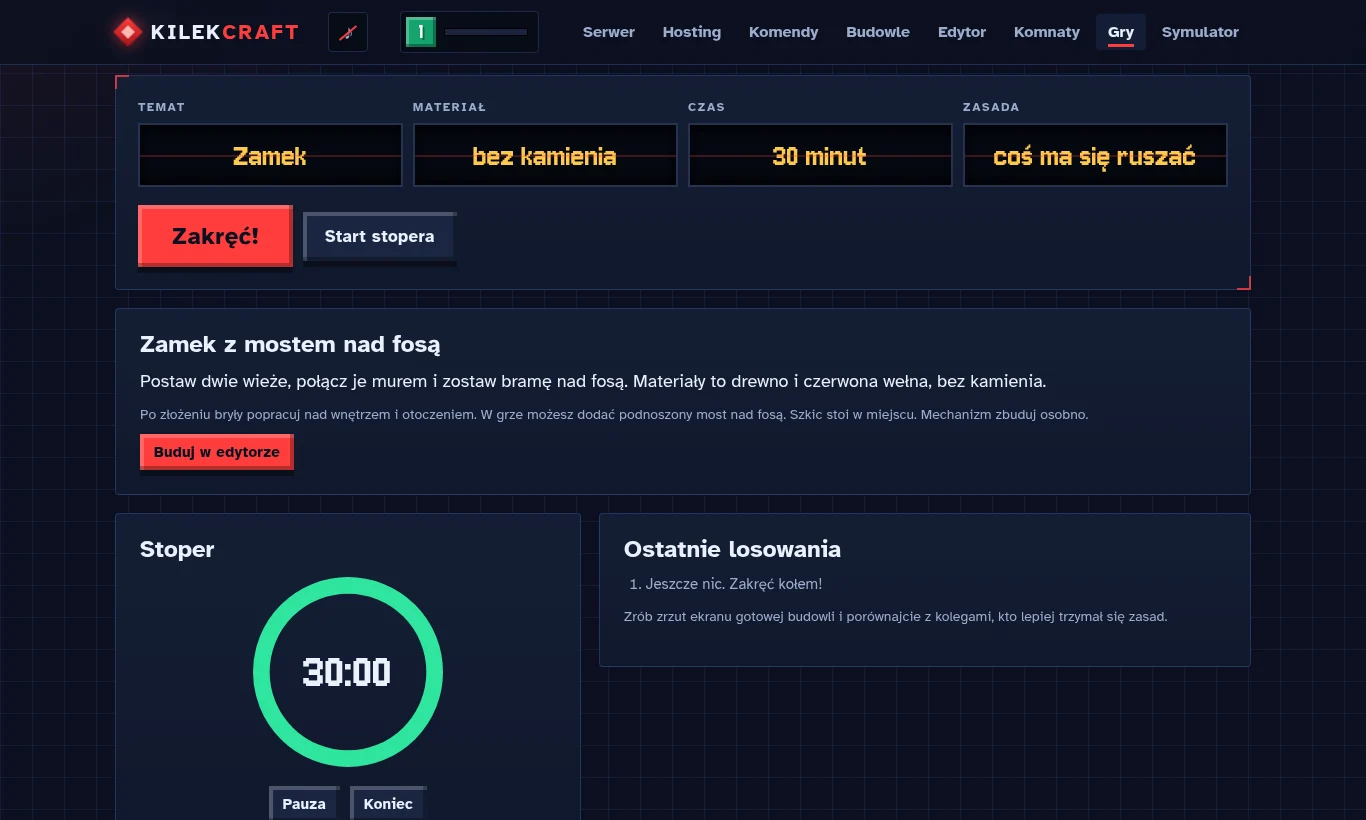 KILEKCRAFT
1
Serwer Hosting Komendy Budowle Edytor Komnaty Gry Symulator
TEMAT MATERIAŁ CZAS ZASADA
Zamek bez kamienia 30 minut coś ma się ruszać
Zakręć! Start stopera
Zamek z mostem nad fosą
Postaw dwie wieże, połącz je murem i zostaw bramę nad fosą. Materiały to drewno i czerwona wełna, bez kamienia.
Po złożeniu bryły popracuj nad wnętrzem i otoczeniem. W grze możesz dodać podnoszony most nad fosą. Szkic stoi w miejscu. Mechanizm zbuduj osobno.
Buduj w edytorze
Stoper
30:00
Pauza Koniec
Ostatnie losowania
1. Jeszcze nic. Zakręć kołem!
Zrób zrzut ekranu gotowej budowli i porównajcie z kolegami, kto lepiej trzymał się zasad.